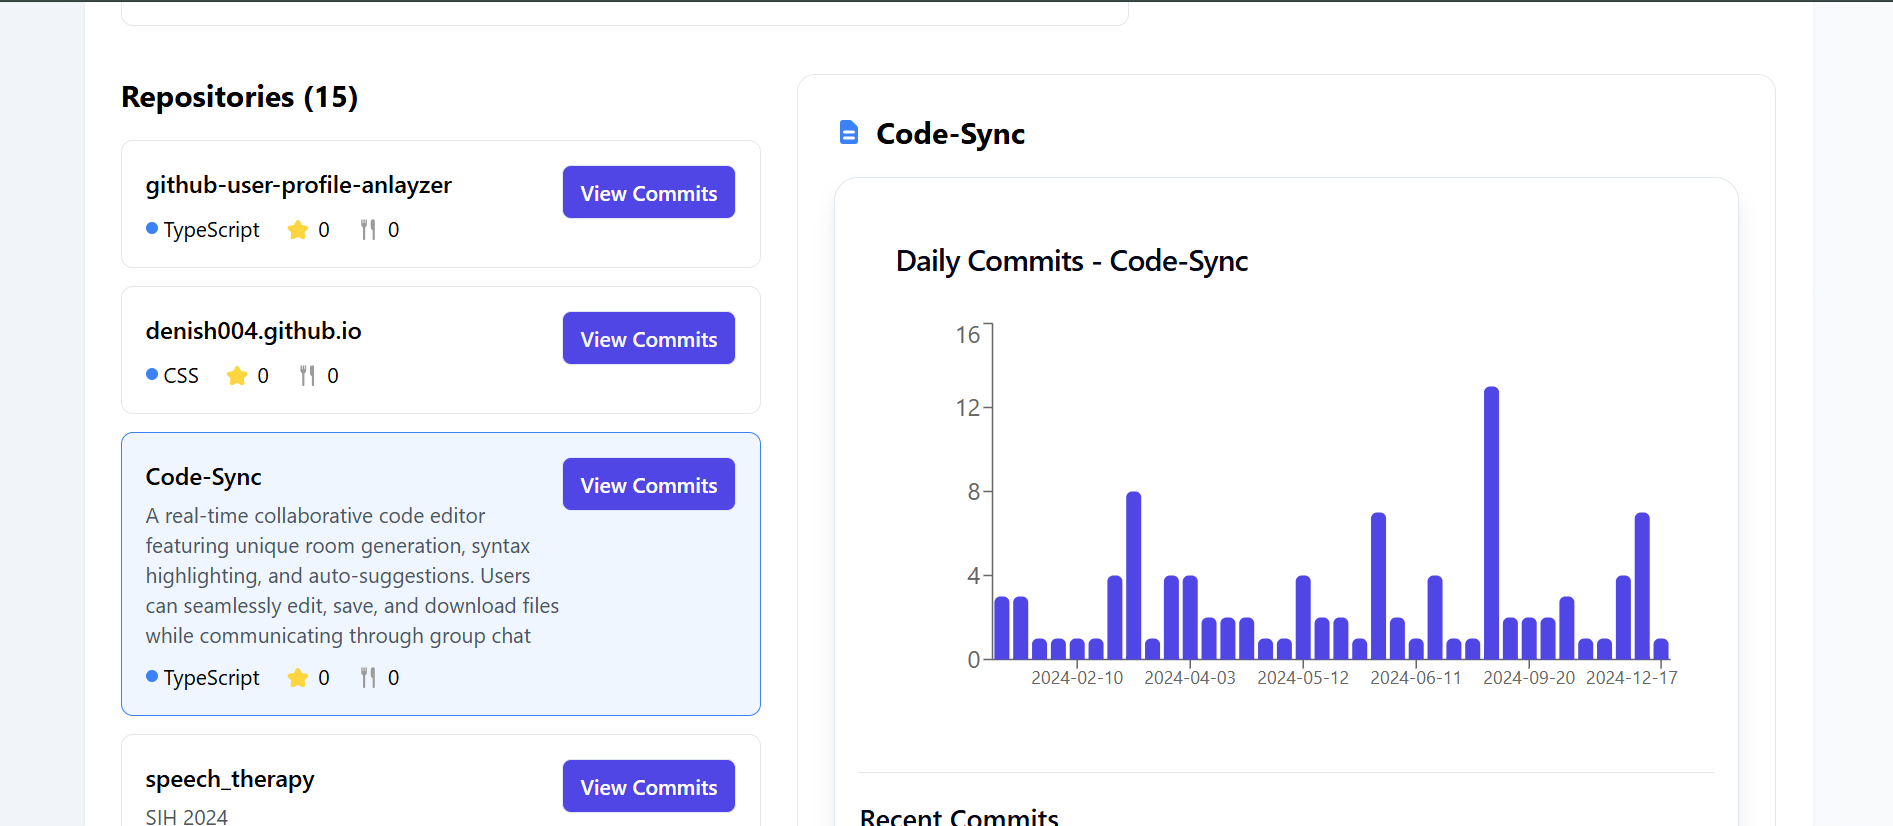 Repositories (15)
github-user-profile-anlayzer
View Commits
TypeScript 0 0
denish004.github.io
View Commits
CSS 0 0
Code-Sync
View Commits
A real-time collaborative code editor
featuring unique room generation, syntax
highlighting, and auto-suggestions. Users
can seamlessly edit, save, and download files
while communicating through group chat
TypeScript 0 0
speech_therapy
View Commits
SIH 2024
Code-Sync
Daily Commits - Code-Sync
16
12
8
4
0
2024-02-10 2024-04-03 2024-05-12 2024-06-11 2024-09-20 2024-12-17
Recent Commits